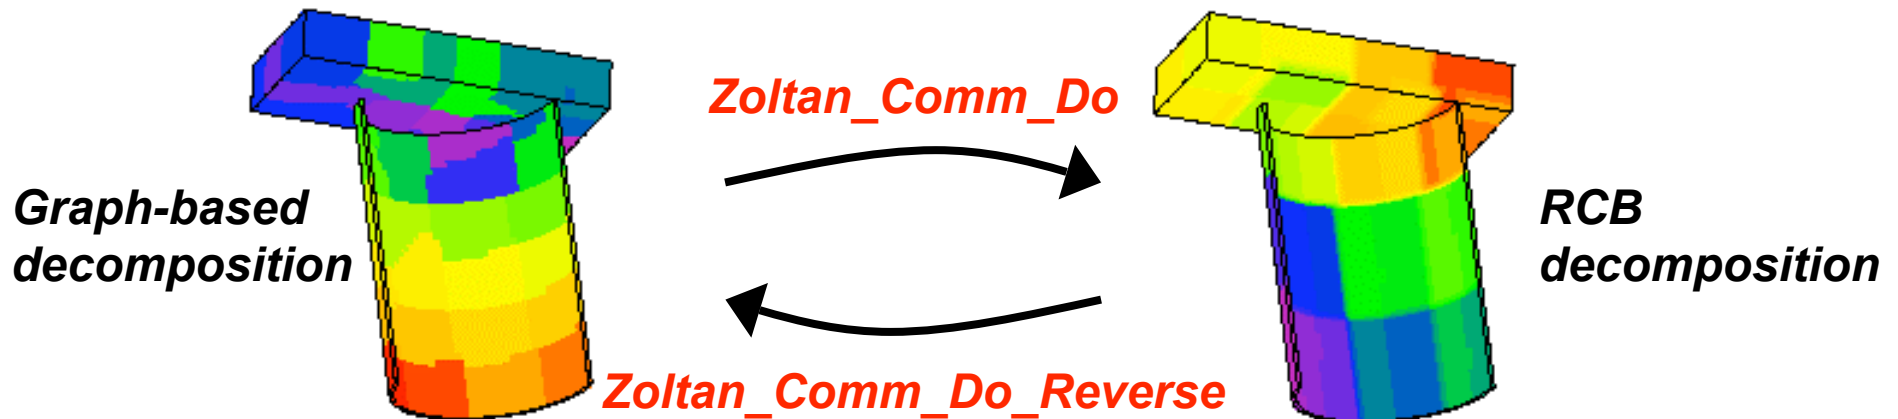 Zoltan_Comm_Do
Graph-based
decomposition
RCB
decomposition
Zoltan_Comm_Do_Reverse